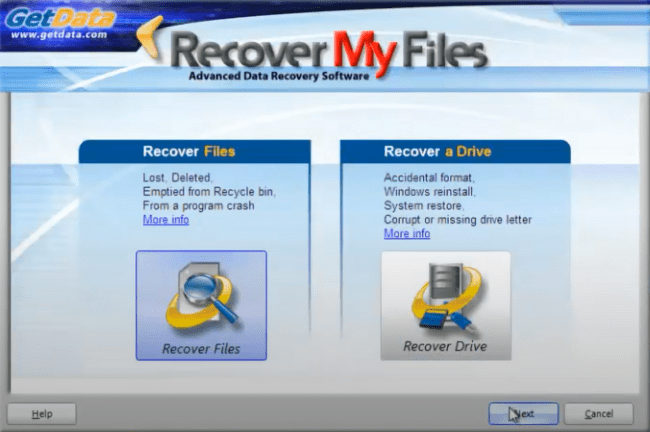 GetData
www.getdata.com
Recover My Files
Advanced Data Recovery Software
Recover Files
Lost, Deleted,
Emptied from Recycle bin,
From a program crash
More info
Recover Files
Recover a Drive
Accidental format,
Windows reinstall,
System restore,
Corrupt or missing drive letter
More info
Recover Drive
Help
Next
Cancel